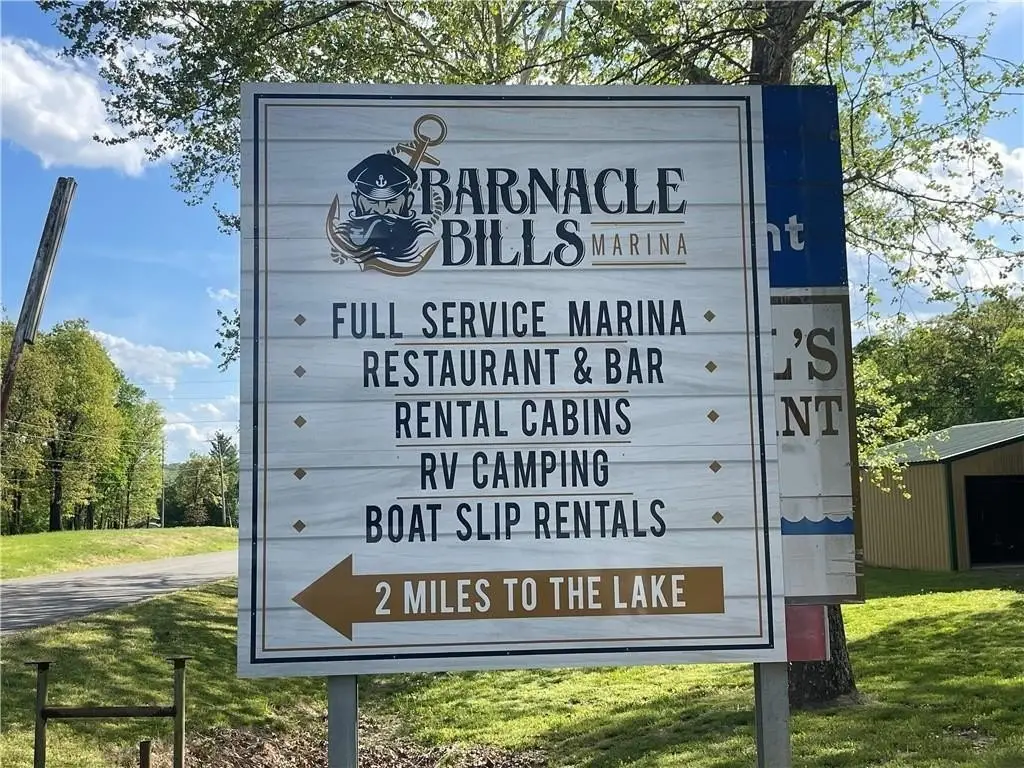 BARNACLE
BILLS MARINA
FULL SERVICE MARINA
RESTAURANT & BAR
RENTAL CABINS
RV CAMPING
BOAT SLIP RENTALS
2 MILES TO THE LAKE